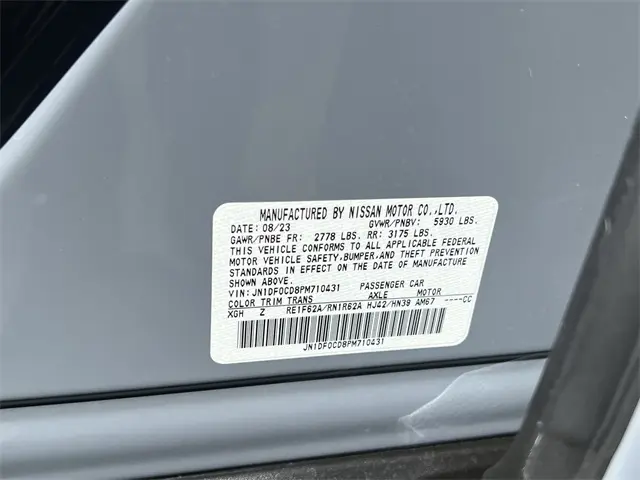 MANUFACTURED BY NISSAN MOTOR CO.,LTD.
DATE: 08/23 GVWR/PNBV: 5930 LBS.
GAWR/PNBE FR: 2778 LBS. RR: 3175 LBS.
THIS VEHICLE CONFORMS TO ALL APPLICABLE FEDERAL
MOTOR VEHICLE SAFETY,BUMPER,AND THEFT PREVENTION
STANDARDS IN EFFECT ON THE DATE OF MANUFACTURE
SHOWN ABOVE.
VIN: JN1DF0CD8PM710431 PASSENGER CAR
COLOR TRIM TRANS AXLE MOTOR
XGH Z RE1F62A/RN1R62A HJ42/HN39 AM67 ----CC
JN1DF0CD8PM710431